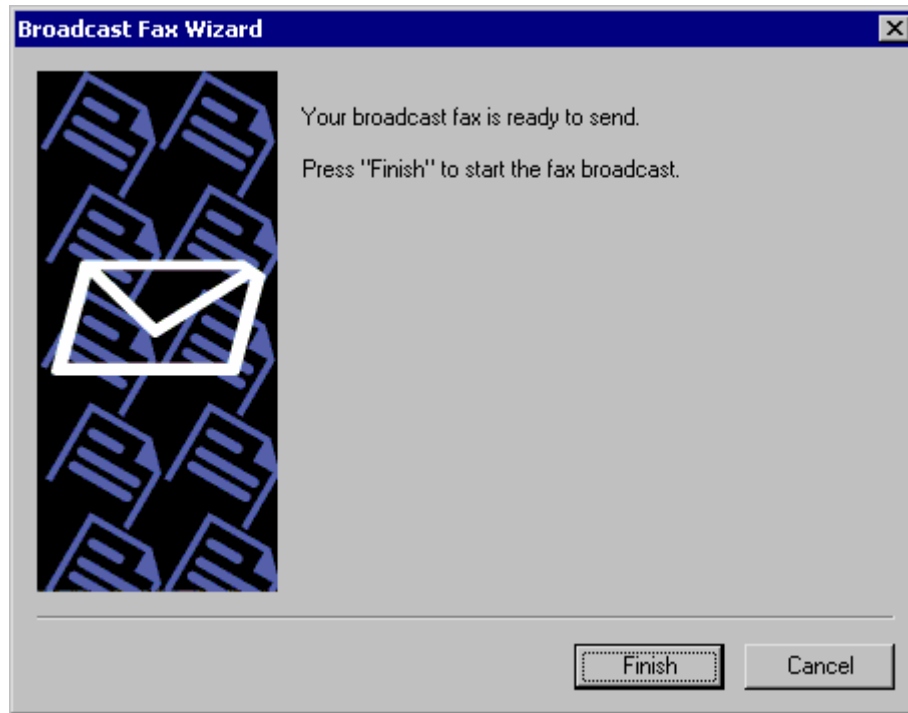 Broadcast Fax Wizard
Your broadcast fax is ready to send.
Press "Finish" to start the fax broadcast.
Finish
Cancel